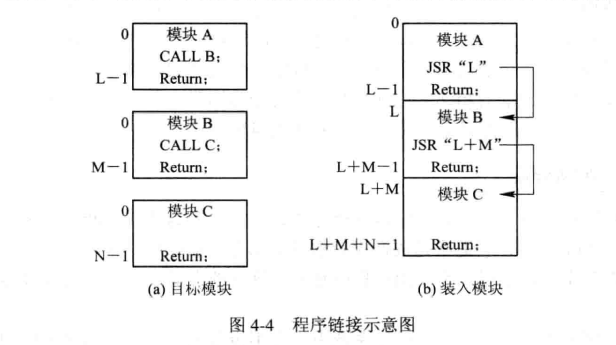 0
模块 A
CALL B；
L－1
Return；
0
模块 B
CALL C；
M－1
Return；
0
模块 C
N－1
Return；
(a) 目标模块
0
模块 A
JSR “L”
L－1
Return；
L
模块 B
JSR “L＋M”
L＋M－1
Return；
L＋M
模块 C
L＋M＋N－1
Return；
(b) 装入模块
图 4-4 程序链接示意图